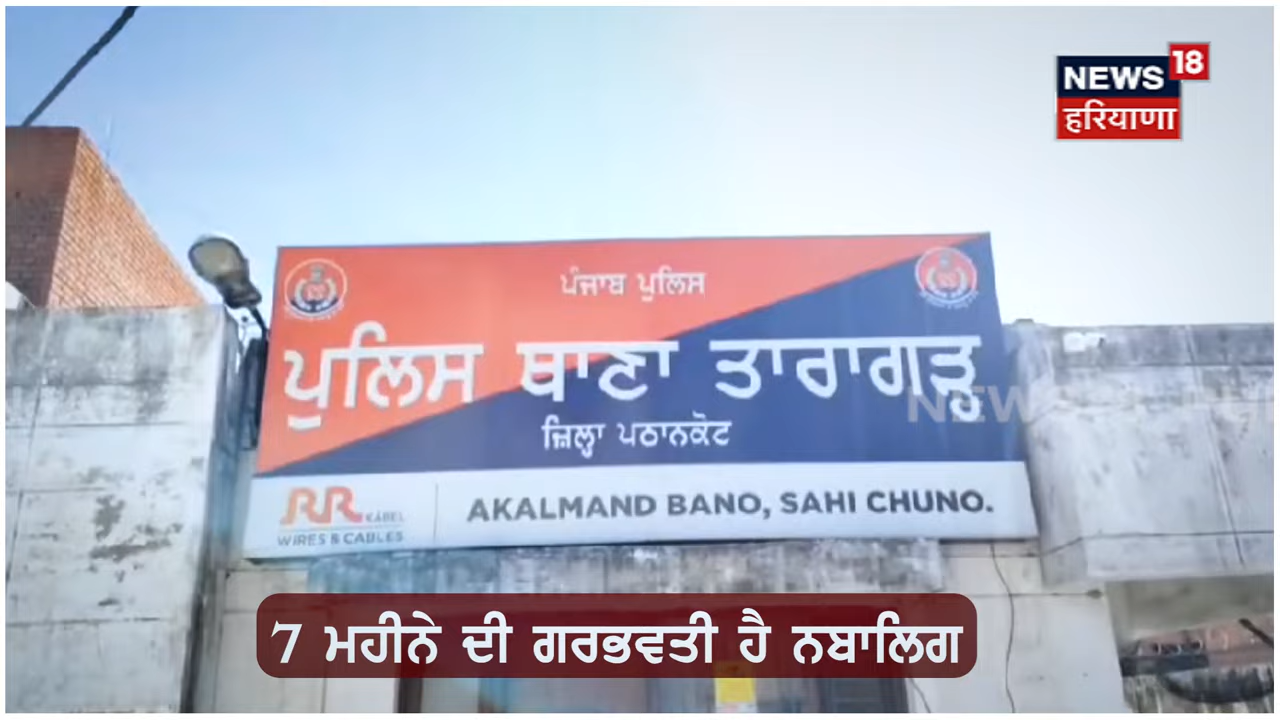 NEWS 18
हरियाणा
ਪੰਜਾਬ ਪੁਲਿਸ
ਪੁਲਿਸ ਥਾਣਾ ਤਾਰਾਗੜ੍ਹ
ਜ਼ਿਲ੍ਹਾ ਪਠਾਨਕੋਟ
RR KABEL
WIRES & CABLES
AKALMAND BANO, SAHI CHUNO.
7 ਮਹੀਨੇ ਦੀ ਗਰਭਵਤੀ ਹੈ ਨਬਾਲਿਗ